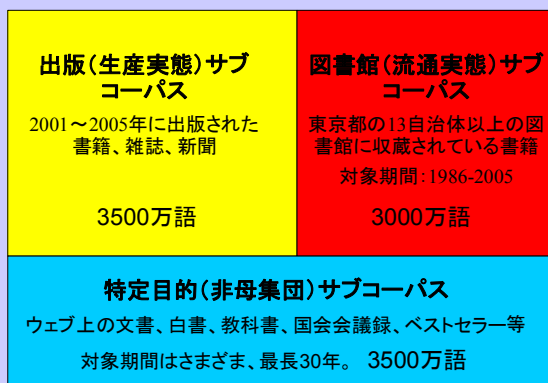 出版（生産実態）サブ
コーパス
2001～2005年に出版された
書籍、雑誌、新聞
3500万語
図書館（流通実態）サブ
コーパス
東京都の13自治体以上の図
書館に収蔵されている書籍
対象期間：1986-2005
3000万語
特定目的（非母集団）サブコーパス
ウェブ上の文書、白書、教科書、国会会議録、ベストセラー等
対象期間はさまざま、最長30年。 3500万語